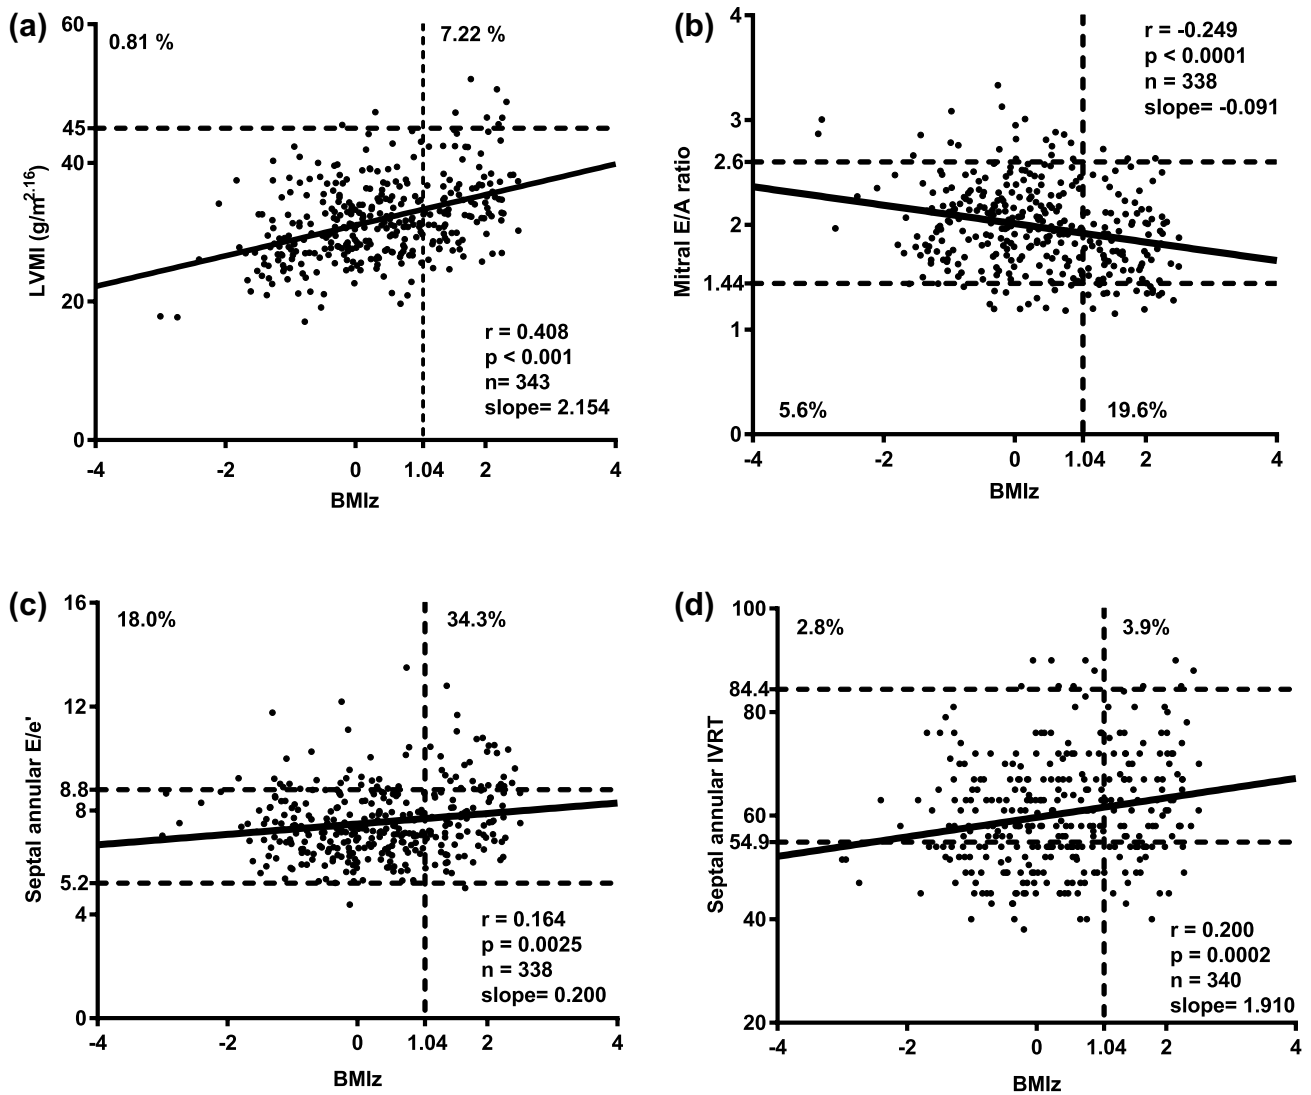 (a)
60
45
40
20
0
LVMI (g/m^2.16)
0.81 %
7.22 %
r = 0.408
p < 0.001
n= 343
slope= 2.154
-4
-2
0
1.04
2
4
BMIz
(b)
4
3
2.6
2
1.44
1
0
Mitral E/A ratio
r = -0.249
p < 0.0001
n = 338
slope= -0.091
5.6%
19.6%
-4
-2
0
1.04
2
4
BMIz
(c)
16
12
8.8
8
5.2
4
0
Septal annular E/e'
18.0%
34.3%
r = 0.164
p = 0.0025
n = 338
slope= 0.200
-4
-2
0
1.04
2
4
BMIz
(d)
100
84.4
80
60
54.9
40
20
Septal annular IVRT
2.8%
3.9%
r = 0.200
p = 0.0002
n = 340
slope= 1.910
-4
-2
0
1.04
2
4
BMIz